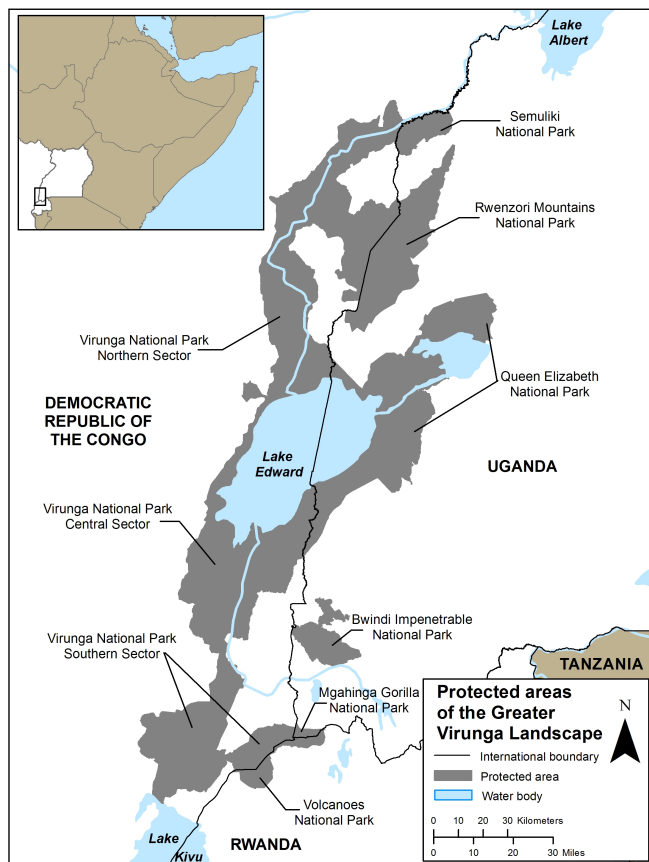 Lake
Albert
Semuliki
National Park
Rwenzori Mountains
National Park
Virunga National Park
Northern Sector
Queen Elizabeth
National Park
DEMOCRATIC
REPUBLIC OF
THE CONGO
Lake
Edward
UGANDA
Virunga National Park
Central Sector
Bwindi Impenetrable
National Park
Virunga National Park
Southern Sector
TANZANIA
Mgahinga Gorilla
National Park
Protected areas
of the Greater
Virunga Landscape
N
International boundary
Protected area
Water body
0 10 20 30 Kilometers
0 10 20 30 Miles
Volcanoes
National Park
Lake
Kivu
RWANDA